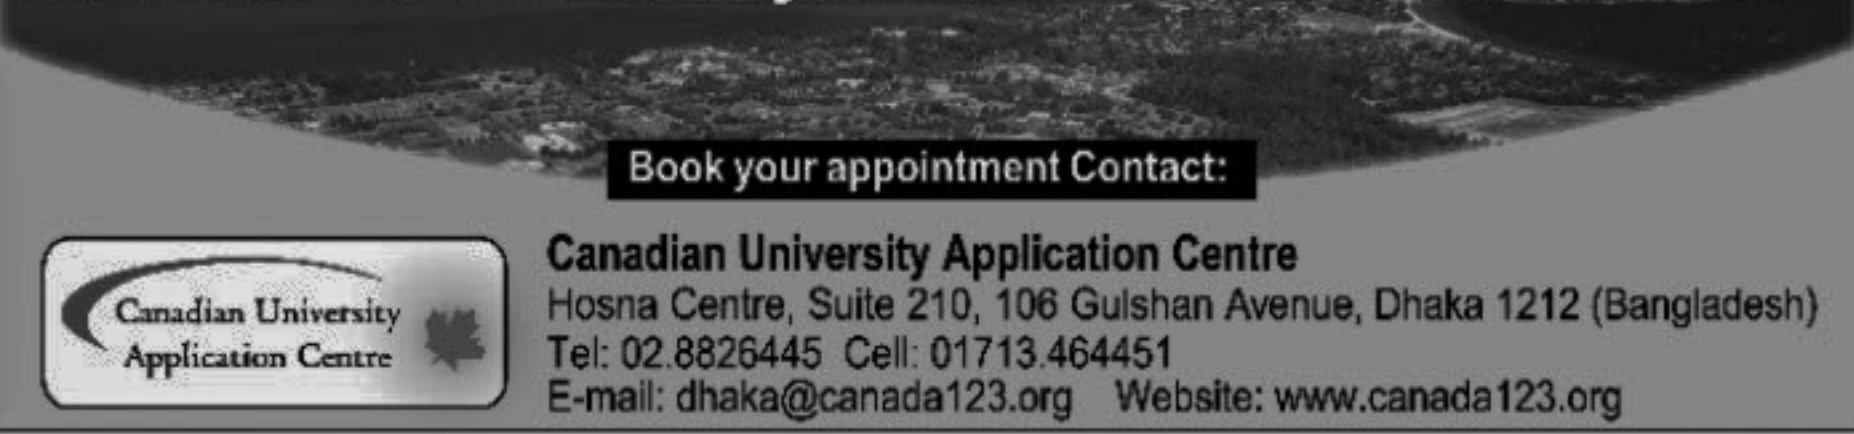 Book your appointment Contact:
Canadian University
Application Centre
Canadian University Application Centre
Hosna Centre, Suite 210, 106 Gulshan Avenue, Dhaka 1212 (Bangladesh)
Tel: 02.8826445 Cell: 01713.464451
E-mail: dhaka@canada123.org Website: www.canada123.org